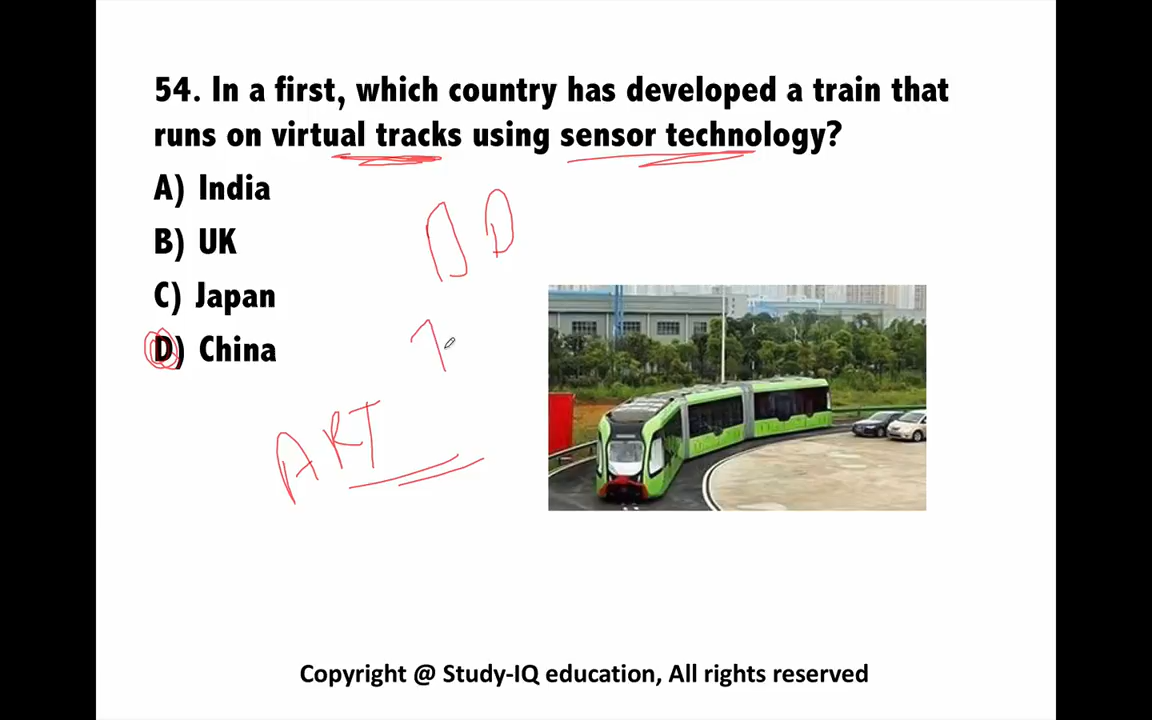 54. In a first, which country has developed a train that
runs on virtual tracks using sensor technology?
A) India
B) UK
C) Japan
D) China
ART
Copyright @ Study-IQ education, All rights reserved